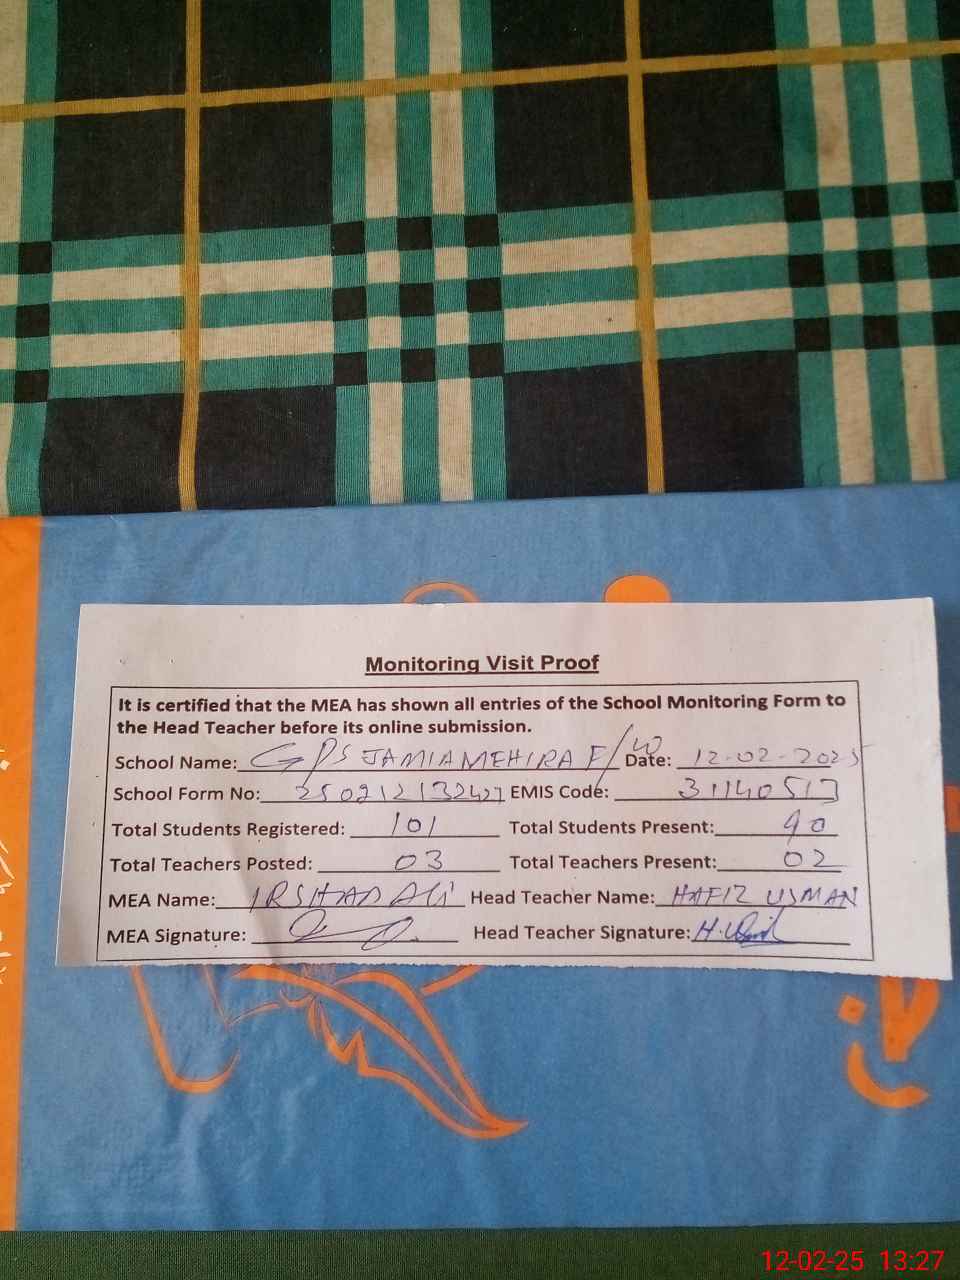 Monitoring Visit Proof
It is certified that the MEA has shown all entries of the School Monitoring Form to
the Head Teacher before its online submission.
School Name: GPS JAMIA MEHIRA F/W Date: 12-02-2025
School Form No: 250212132427 EMIS Code: 31140513
Total Students Registered: 101 Total Students Present: 90
Total Teachers Posted: 03 Total Teachers Present: 02
MEA Name: IRSHAD ALI Head Teacher Name: HAFIZ USMAN
MEA Signature: Head Teacher Signature:
12-02-25 13:27